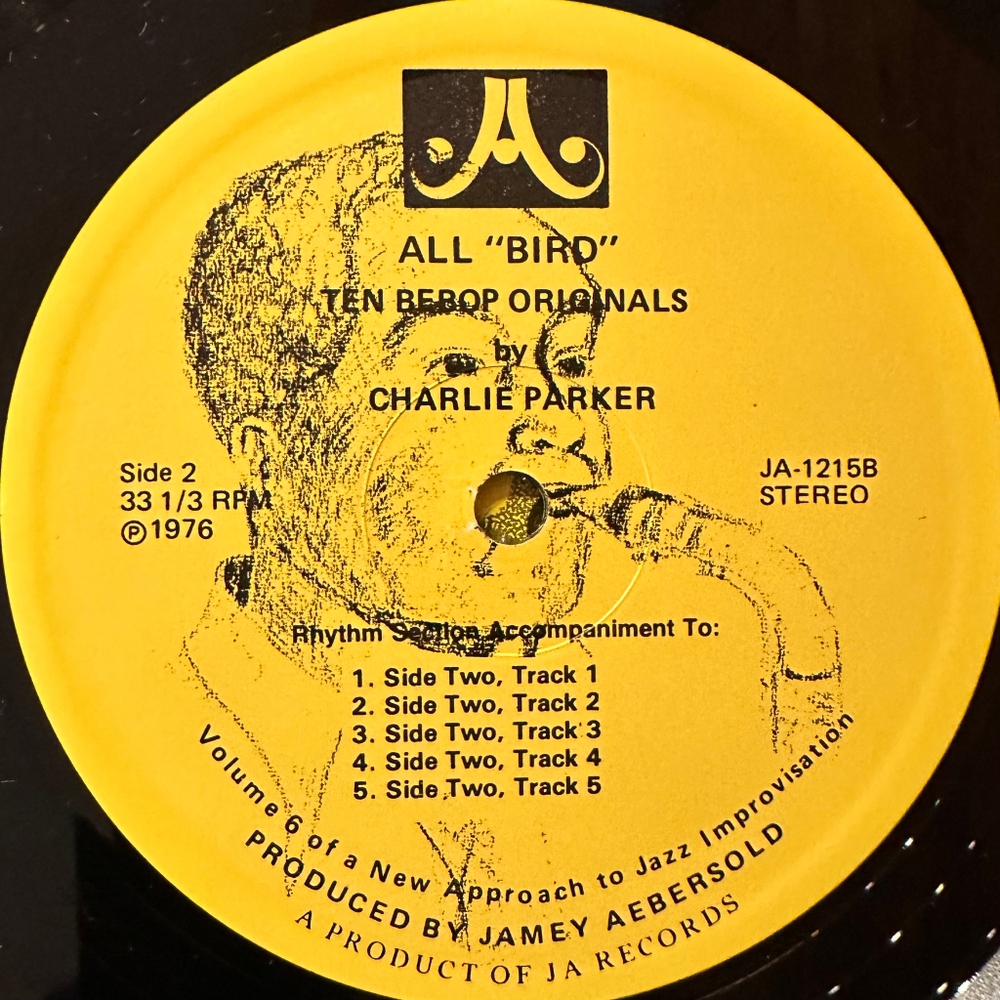 JA
ALL “BIRD”
TEN BEBOP ORIGINALS
by
CHARLIE PARKER
Side 2
33 1/3 RPM
Ⓟ1976
JA-1215B
STEREO
Rhythm Section Accompaniment To:
1. Side Two, Track 1
2. Side Two, Track 2
3. Side Two, Track 3
4. Side Two, Track 4
5. Side Two, Track 5
Volume 6 of a New Approach to Jazz Improvisation
PRODUCED BY JAMEY AEBERSOLD
A PRODUCT OF JA RECORDS